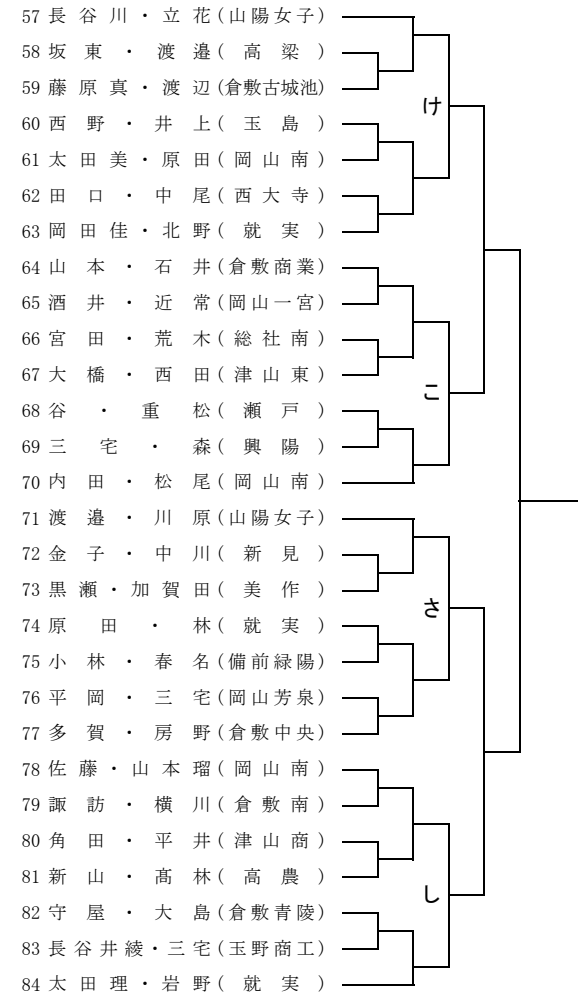 57 長谷川・立花(山陽女子)
58 坂東・渡邉(高梁)
59 藤原真・渡辺(倉敷古城池)
60 西野・井上(玉島)
61 太田美・原田(岡山南)
62 田口・中尾(西大寺)
63 岡田佳・北野(就実)
64 山本・石井(倉敷商業)
65 酒井・近常(岡山一宮)
66 宮田・荒木(総社南)
67 大橋・西田(津山東)
68 谷・重松(瀬戸)
69 三宅・森(興陽)
70 内田・松尾(岡山南)
71 渡邉・川原(山陽女子)
72 金子・中川(新見)
73 黒瀬・加賀田(美作)
74 原田・林(就実)
75 小林・春名(備前緑陽)
76 平岡・三宅(岡山芳泉)
77 多賀・房野(倉敷中央)
78 佐藤・山本瑠(岡山南)
79 諏訪・横川(倉敷南)
80 角田・平井(津山商)
81 新山・髙林(高農)
82 守屋・大島(倉敷青陵)
83 長谷井綾・三宅(玉野商工)
84 太田理・岩野(就実)
け
こ
さ
し